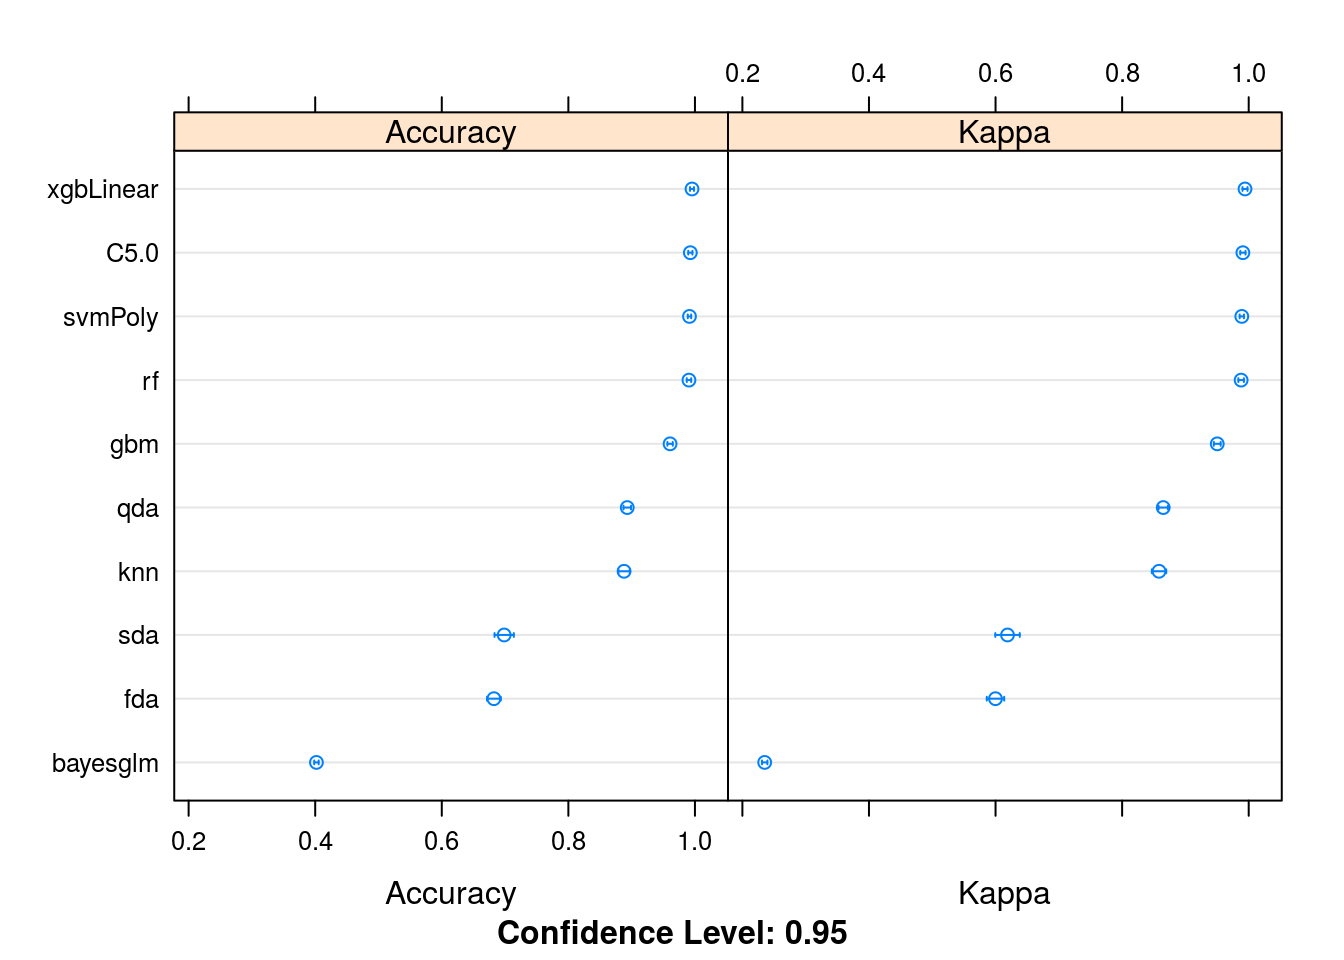 0.2 0.4 0.6 0.8 1.0
Accuracy Kappa
xgbLinear
C5.0
svmPoly
rf
gbm
qda
knn
sda
fda
bayesglm
0.2 0.4 0.6 0.8 1.0
Accuracy Kappa
Confidence Level: 0.95